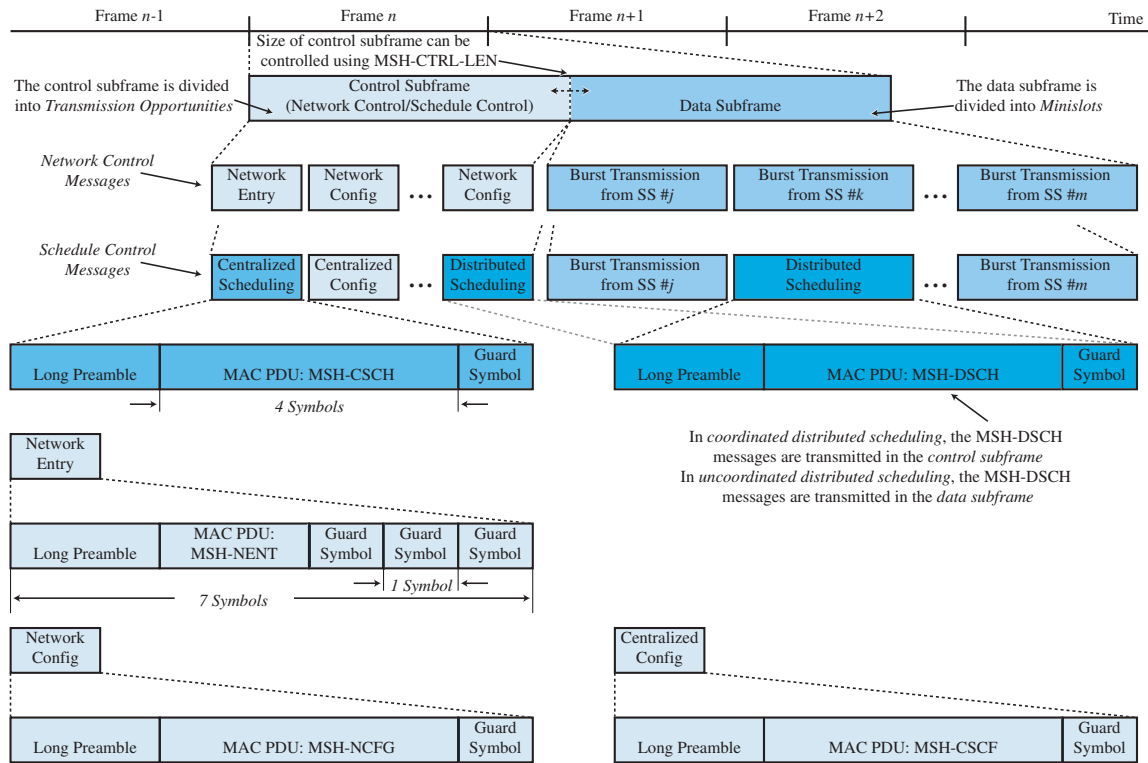 Frame n-1
Frame n
Frame n+1
Frame n+2
Time
Size of control subframe can be
controlled using MSH-CTRL-LEN
The control subframe is divided
into Transmission Opportunities
Control Subframe
(Network Control/Schedule Control)
Data Subframe
The data subframe is
divided into Minislots
Network Control
Messages
Network
Entry
Network
Config
...
Network
Config
Burst Transmission
from SS #j
Burst Transmission
from SS #k
...
Burst Transmission
from SS #m
Schedule Control
Messages
Centralized
Scheduling
Centralized
Config
...
Distributed
Scheduling
Burst Transmission
from SS #j
...
Distributed
Scheduling
...
Burst Transmission
from SS #m
Long Preamble
MAC PDU: MSH-CSCH
Guard
Symbol
4 Symbols
Long Preamble
MAC PDU: MSH-DSCH
Guard
Symbol
In coordinated distributed scheduling, the MSH-DSCH
messages are transmitted in the control subframe
In uncoordinated distributed scheduling, the MSH-DSCH
messages are transmitted in the data subframe
Network
Entry
Long Preamble
MAC PDU:
MSH-NENT
Guard
Symbol
Guard
Symbol
Guard
Symbol
1 Symbol
7 Symbols
Network
Config
Long Preamble
MAC PDU: MSH-NCFG
Guard
Symbol
Centralized
Config
Long Preamble
MAC PDU: MSH-CSCF
Guard
Symbol